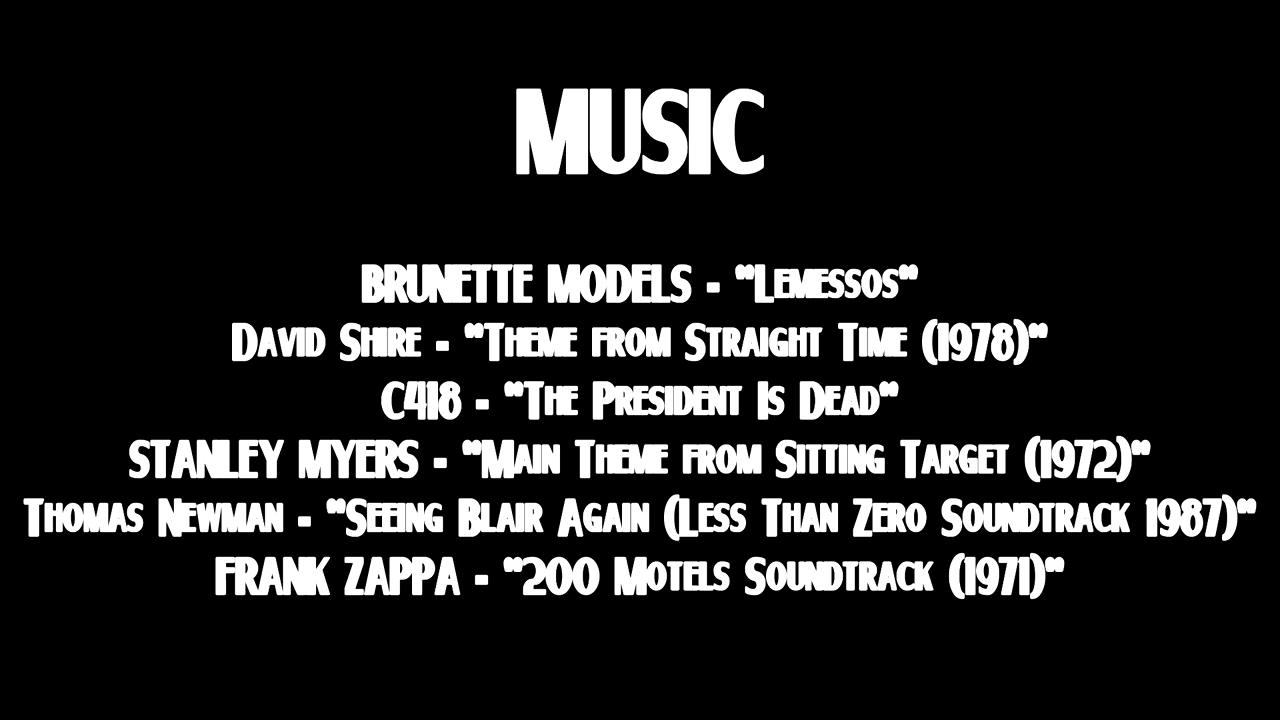 MUSIC
BRUNETTE MODELS - "Lemessos"
David Shire - "Theme from Straight Time (1978)"
C418 - "The President Is Dead"
STANLEY MYERS - "Main Theme from Sitting Target (1972)"
Thomas Newman - "Seeing Blair Again (Less Than Zero Soundtrack 1987)"
FRANK ZAPPA - "200 Motels Soundtrack (1971)"